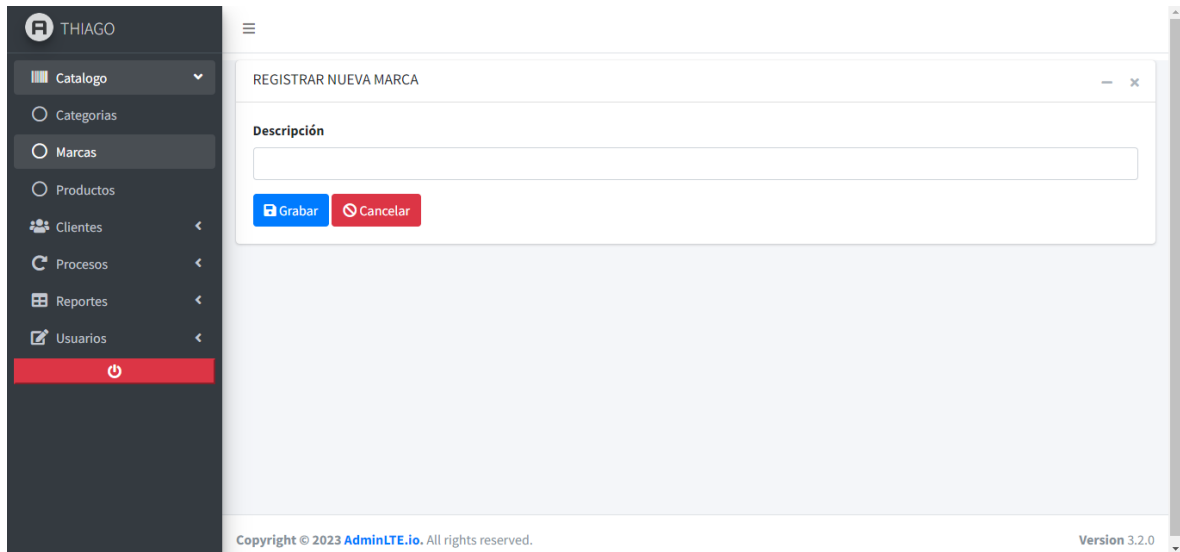 THIAGO
Catalogo
Categorias
Marcas
Productos
Clientes
Procesos
Reportes
Usuarios
REGISTRAR NUEVA MARCA
Descripción
Grabar
Cancelar
Copyright © 2023 AdminLTE.io. All rights reserved.
Version 3.2.0